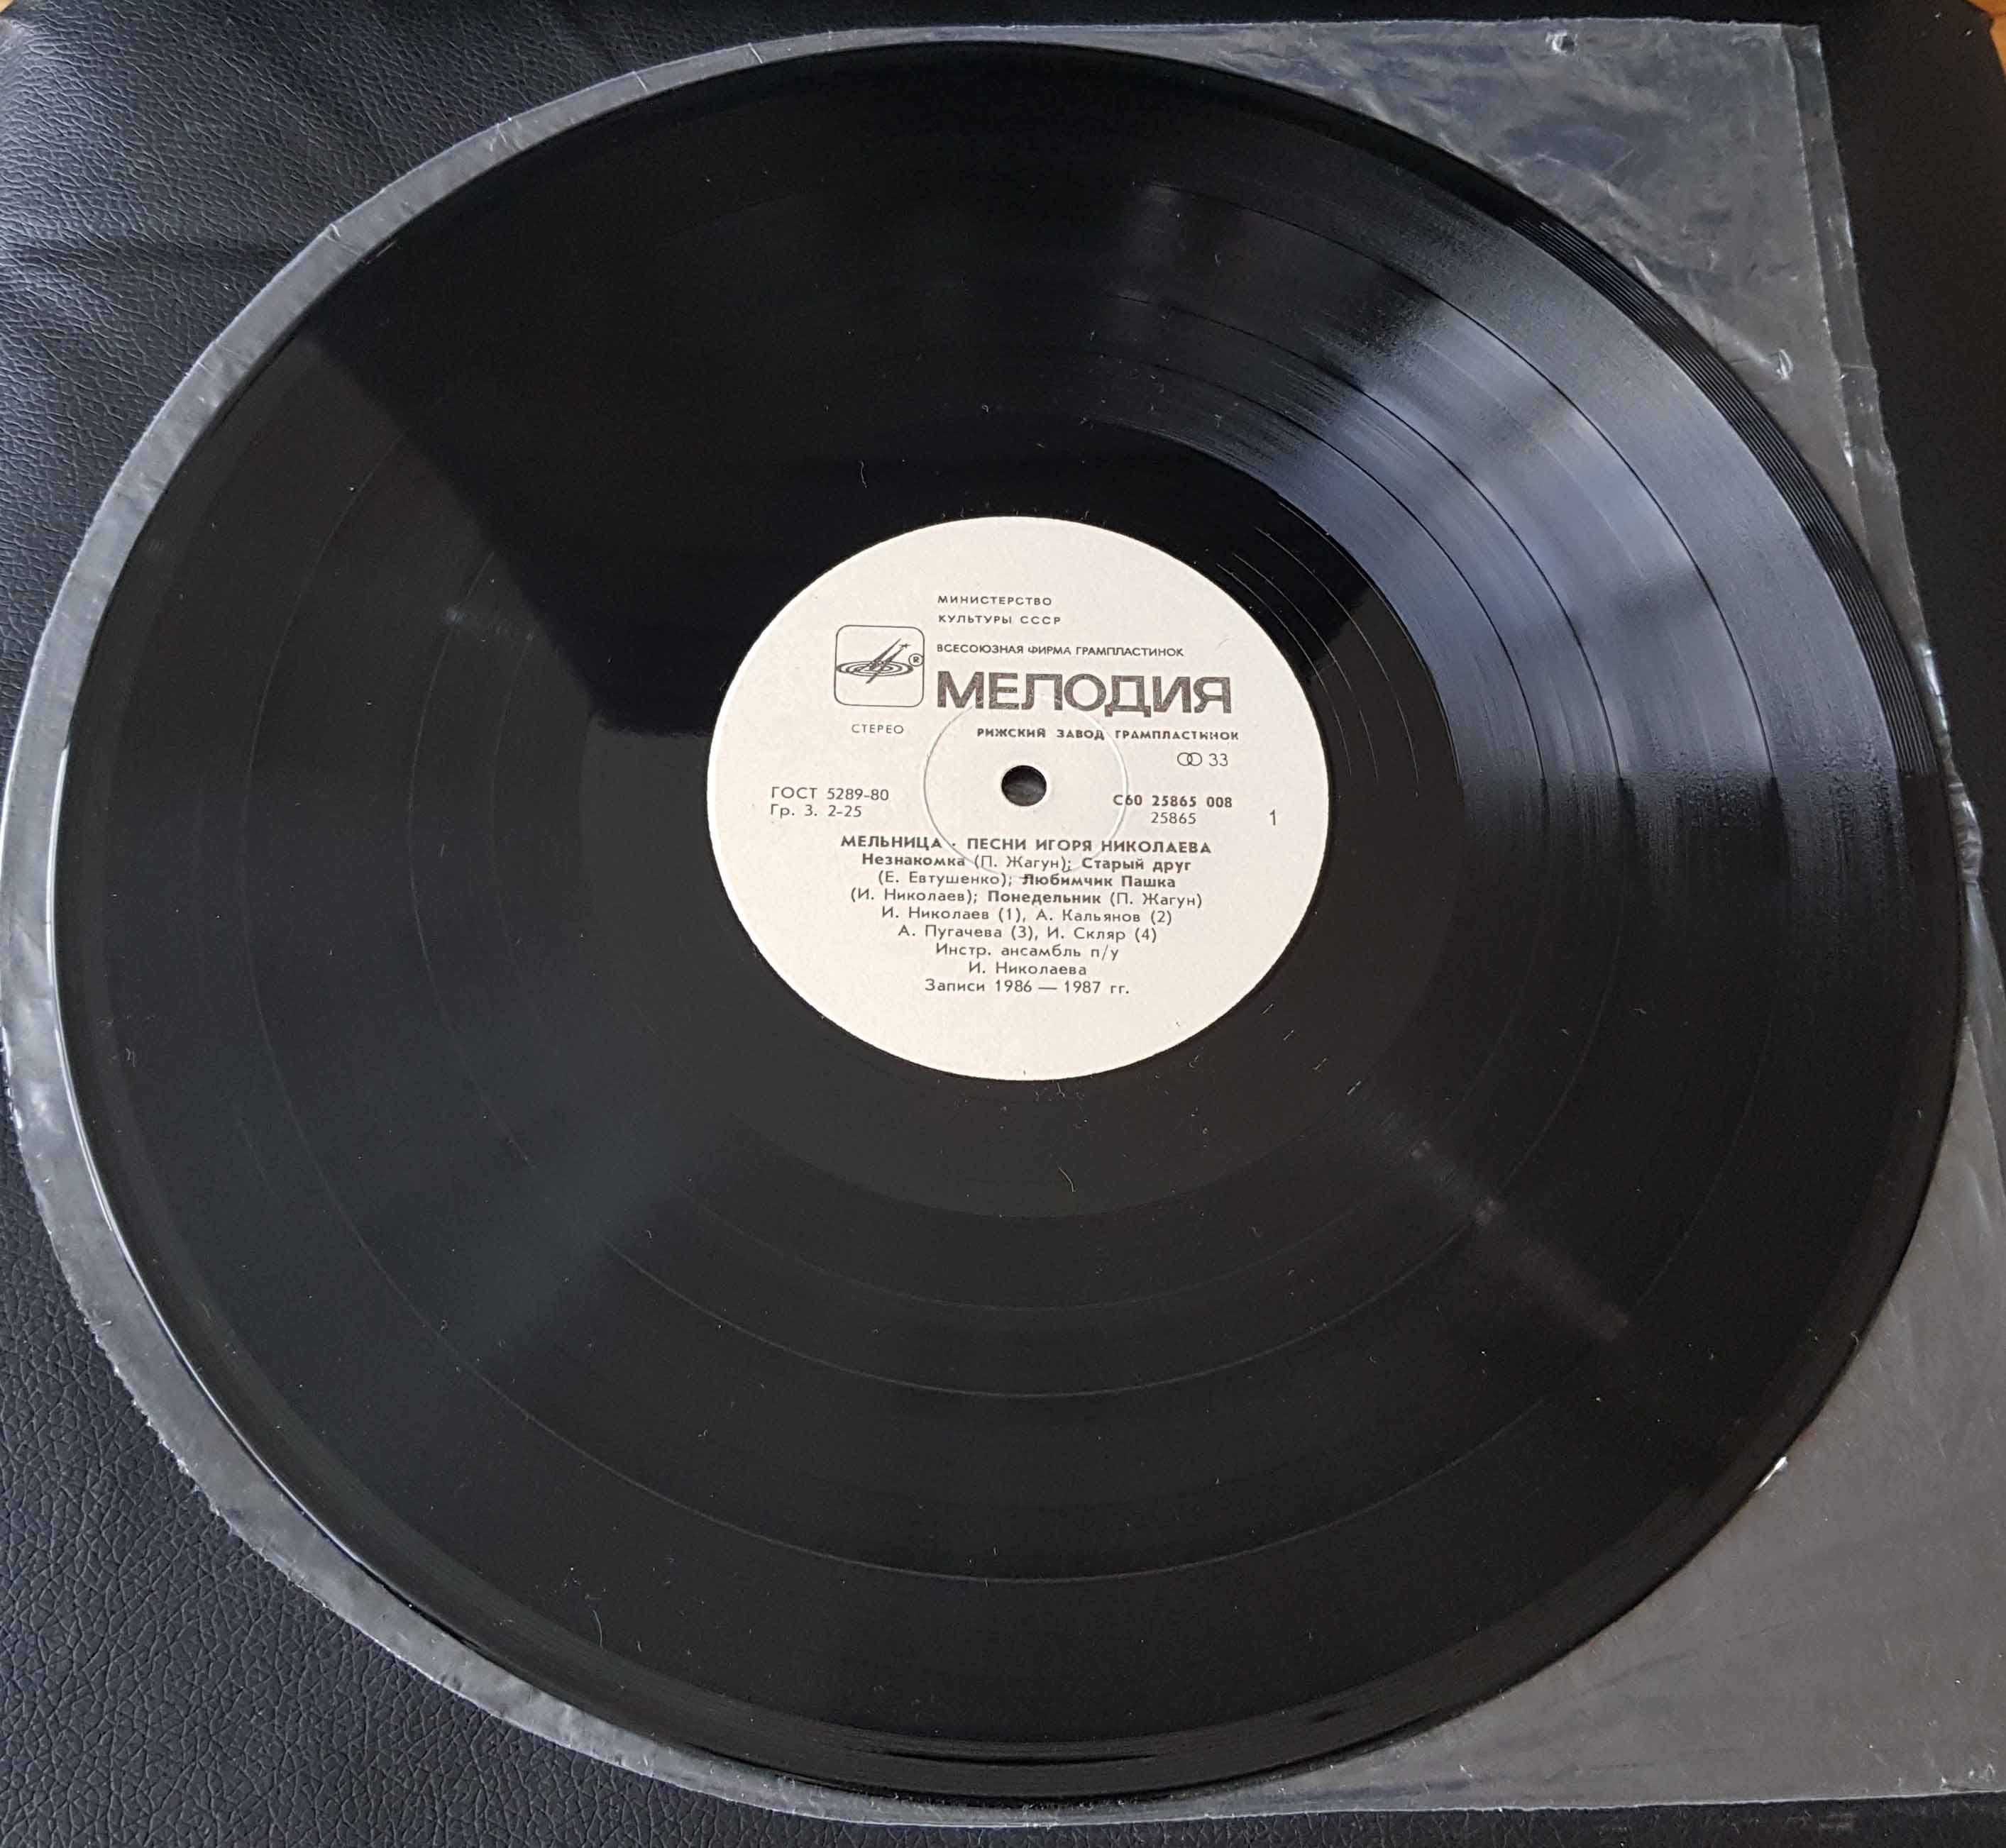 МИНИСТЕРСТВО
КУЛЬТУРЫ СССР
ВСЕСОЮЗНАЯ ФИРМА ГРАМПЛАСТИНОК
®
МЕЛОДИЯ
СТЕРЕО
РИЖСКИЙ ЗАВОД ГРАМПЛАСТИНОК
33
ГОСТ 5289-80
Гр. 3. 2-25
С60 25865 008
25865
1
МЕЛЬНИЦА · ПЕСНИ ИГОРЯ НИКОЛАЕВА
Незнакомка (П. Жагун); Старый друг
(Е. Евтушенко); Любимчик Пашка
(И. Николаев); Понедельник (П. Жагун)
И. Николаев (1), А. Кальянов (2)
А. Пугачева (3), И. Скляр (4)
Инстр. ансамбль п/у
И. Николаева
Записи 1986 — 1987 гг.